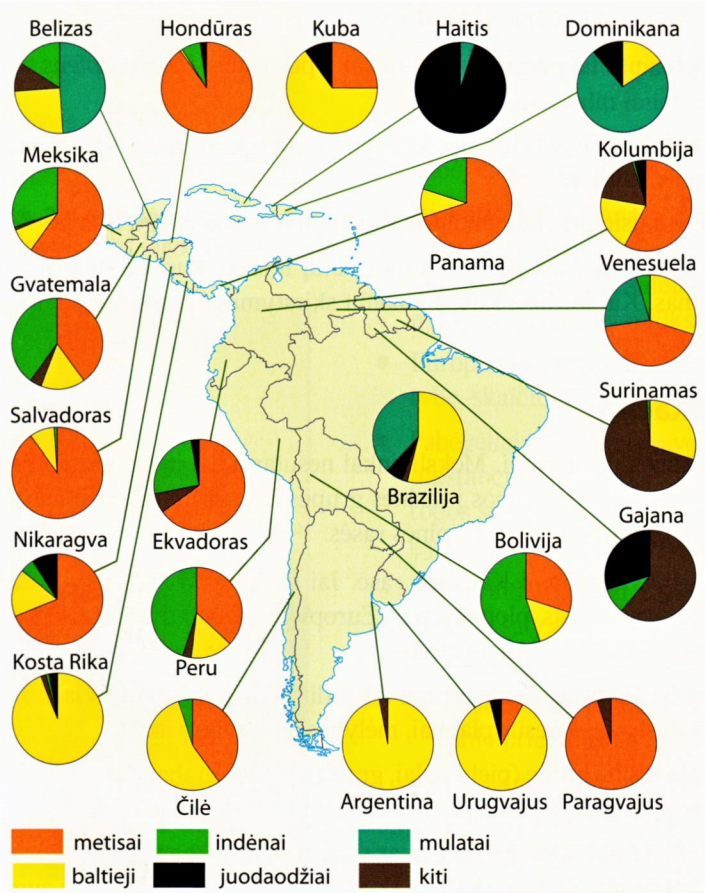 Belizas
Hondūras
Kuba
Haitis
Dominikana
Meksika
Kolumbija
Panama
Gvatemala
Venesuela
Salvadoras
Surinamas
Brazilija
Nikaragva
Ekvadoras
Bolivija
Gajana
Kosta Rika
Peru
Čilė
Argentina
Urugvajus
Paragvajus
metisai
indėnai
mulatai
baltieji
juodaodžiai
kiti